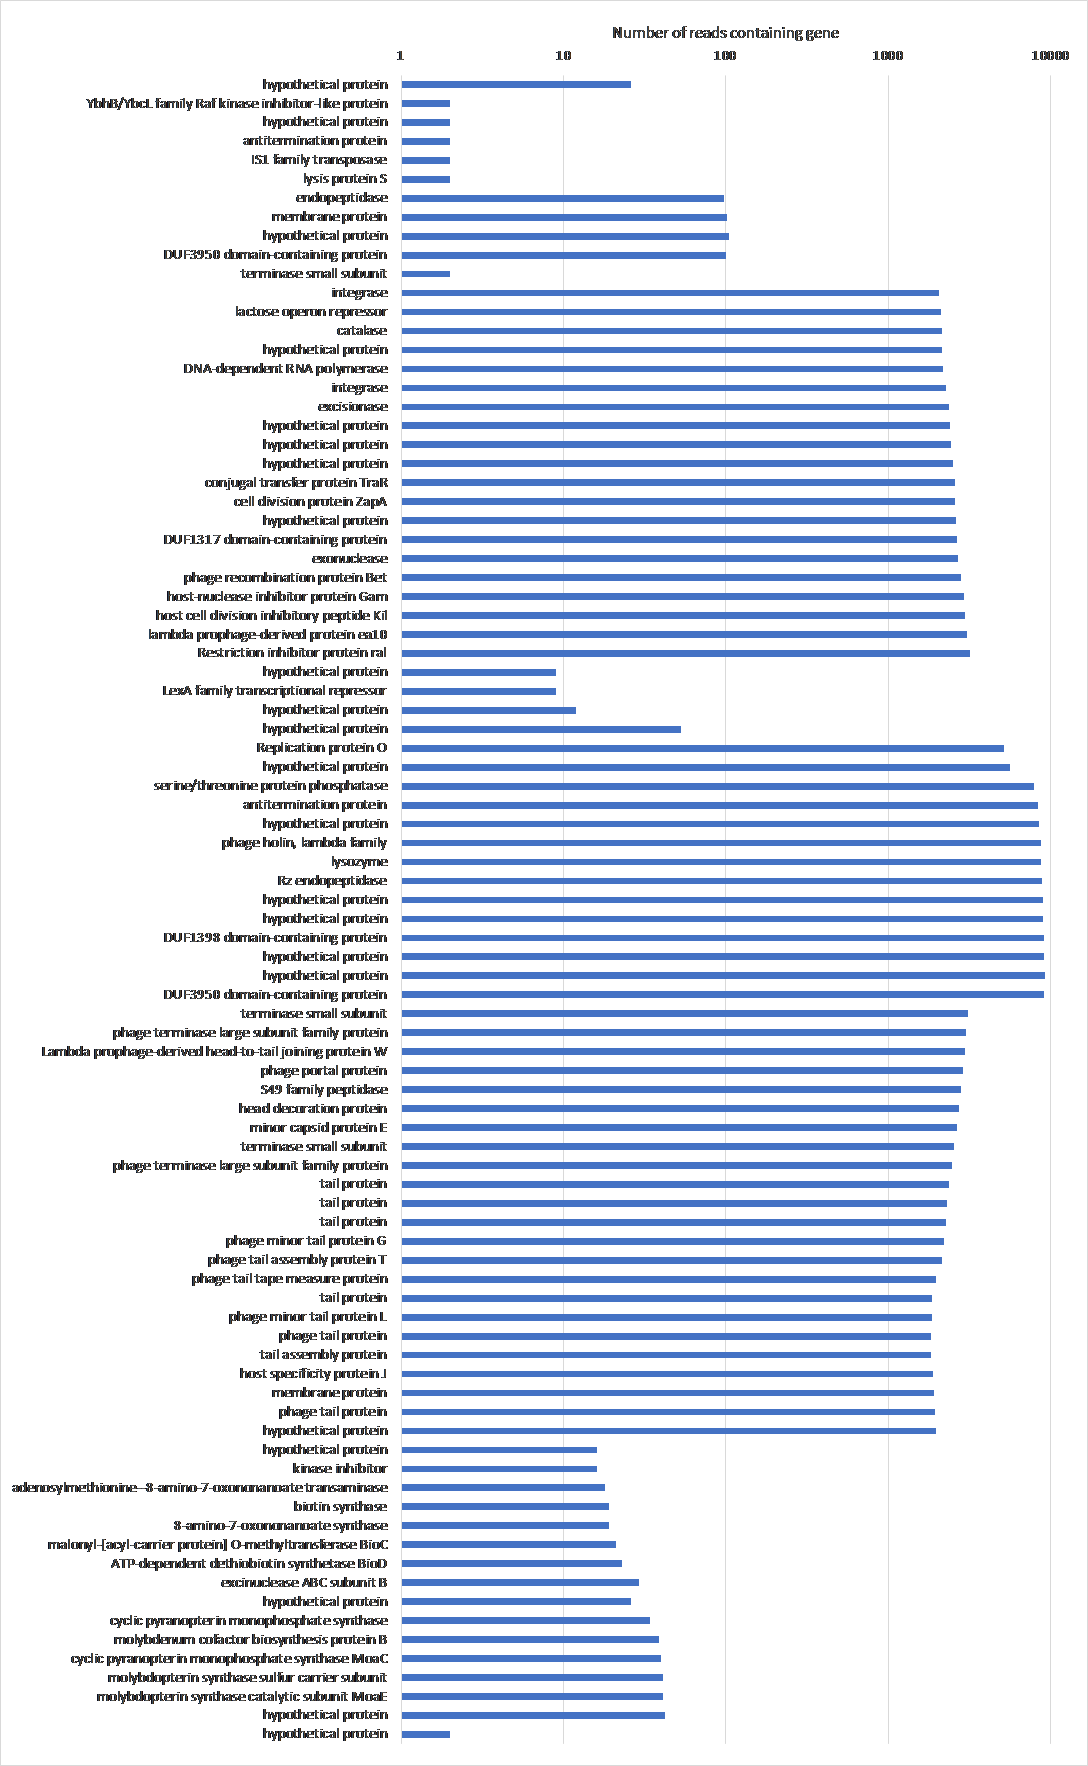 Number of reads containing gene
1 10 100 1000 10000
hypothetical protein
YbhB/YbcL family Raf kinase inhibitor-like protein
hypothetical protein
antitermination protein
IS1 family transposase
lysis protein S
endopeptidase
membrane protein
hypothetical protein
DUF3950 domain-containing protein
terminase small subunit
integrase
lactose operon repressor
catalase
hypothetical protein
DNA-dependent RNA polymerase
integrase
excisionase
hypothetical protein
hypothetical protein
hypothetical protein
conjugal transfer protein TraR
cell division protein ZapA
hypothetical protein
DUF1317 domain-containing protein
exonuclease
phage recombination protein Bet
host-nuclease inhibitor protein Gam
host cell division inhibitory peptide Kil
lambda prophage-derived protein ea10
Restriction inhibitor protein ral
hypothetical protein
LexA family transcriptional repressor
hypothetical protein
hypothetical protein
Replication protein O
hypothetical protein
serine/threonine protein phosphatase
antitermination protein
hypothetical protein
phage holin, lambda family
lysozyme
Rz endopeptidase
hypothetical protein
hypothetical protein
DUF1398 domain-containing protein
hypothetical protein
hypothetical protein
DUF3950 domain-containing protein
terminase small subunit
phage terminase large subunit family protein
Lambda prophage-derived head-to-tail joining protein W
phage portal protein
S49 family peptidase
head decoration protein
minor capsid protein E
terminase small subunit
phage terminase large subunit family protein
tail protein
tail protein
tail protein
phage minor tail protein G
phage tail assembly protein T
phage tail tape measure protein
tail protein
phage minor tail protein L
phage tail protein
tail assembly protein
host specificity protein J
membrane protein
phage tail protein
hypothetical protein
hypothetical protein
kinase inhibitor
adenosylmethionine--8-amino-7-oxononanoate transaminase
biotin synthase
8-amino-7-oxononanoate synthase
malonyl-[acyl-carrier protein] O-methyltransferase BioC
ATP-dependent dethiobiotin synthetase BioD
excinuclease ABC subunit B
hypothetical protein
cyclic pyranopterin monophosphate synthase
molybdenum cofactor biosynthesis protein B
cyclic pyranopterin monophosphate synthase MoaC
molybdopterin synthase sulfur carrier subunit
molybdopterin synthase catalytic subunit MoaE
hypothetical protein
hypothetical protein